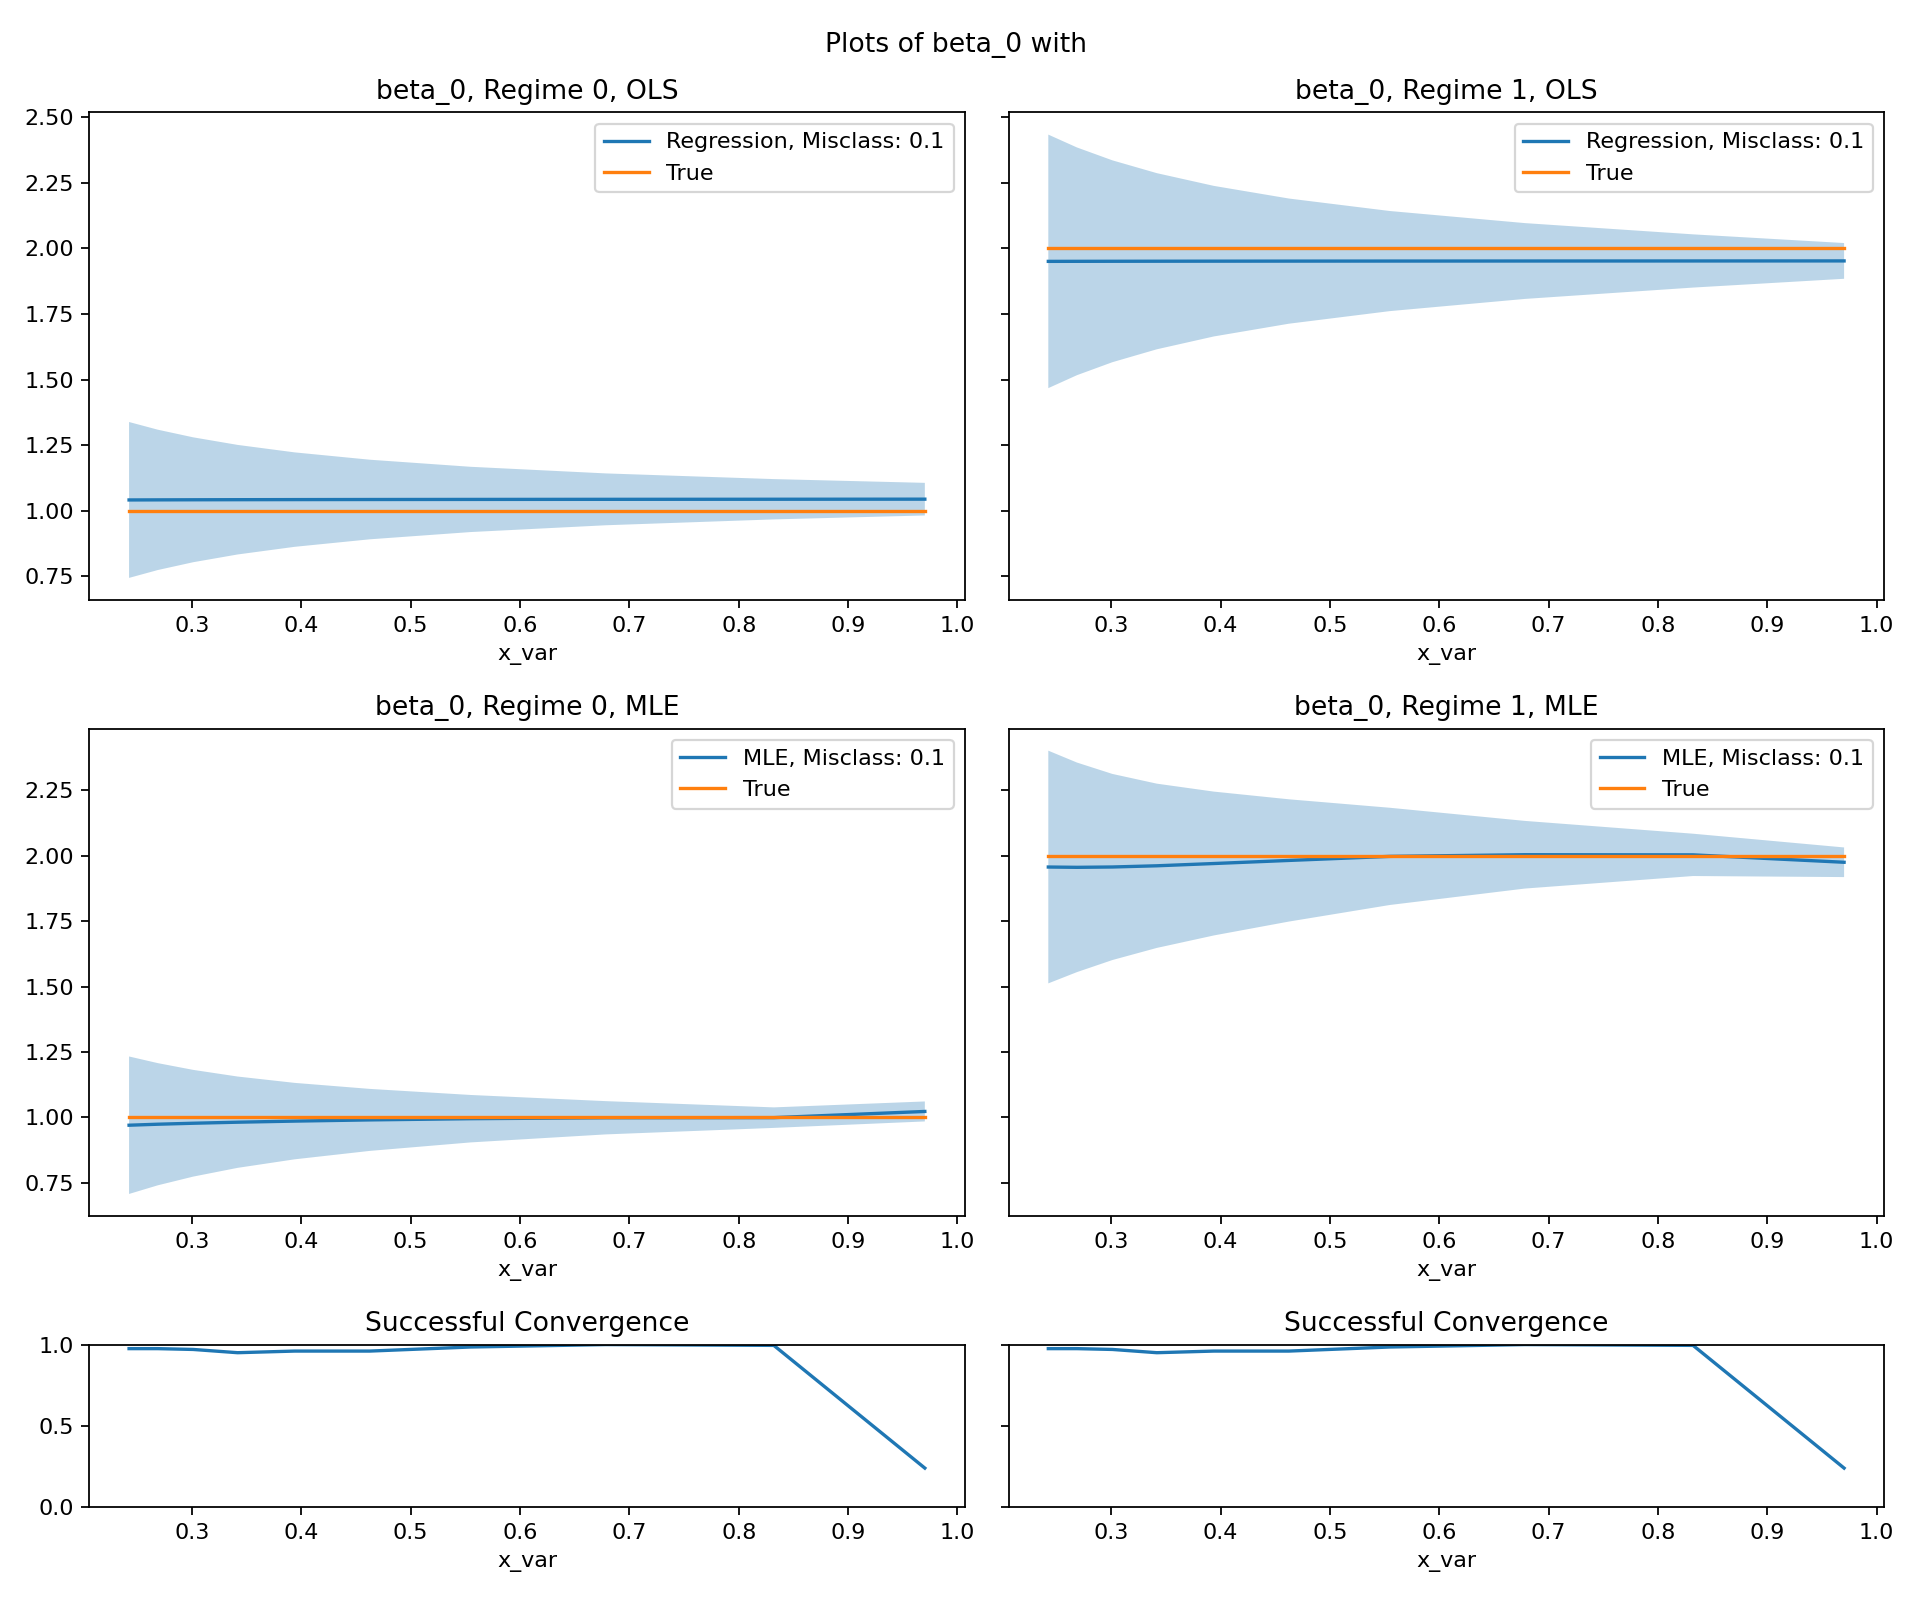 Plots of beta_0 with
beta_0, Regime 0, OLS
2.50
2.25
2.00
1.75
1.50
1.25
1.00
0.75
Regression, Misclass: 0.1
True
0.3 0.4 0.5 0.6 0.7 0.8 0.9 1.0
x_var
beta_0, Regime 1, OLS
Regression, Misclass: 0.1
True
0.3 0.4 0.5 0.6 0.7 0.8 0.9 1.0
x_var
beta_0, Regime 0, MLE
2.25
2.00
1.75
1.50
1.25
1.00
0.75
MLE, Misclass: 0.1
True
0.3 0.4 0.5 0.6 0.7 0.8 0.9 1.0
x_var
beta_0, Regime 1, MLE
MLE, Misclass: 0.1
True
0.3 0.4 0.5 0.6 0.7 0.8 0.9 1.0
x_var
Successful Convergence
1.0
0.5
0.0
0.3 0.4 0.5 0.6 0.7 0.8 0.9 1.0
x_var
Successful Convergence
0.3 0.4 0.5 0.6 0.7 0.8 0.9 1.0
x_var